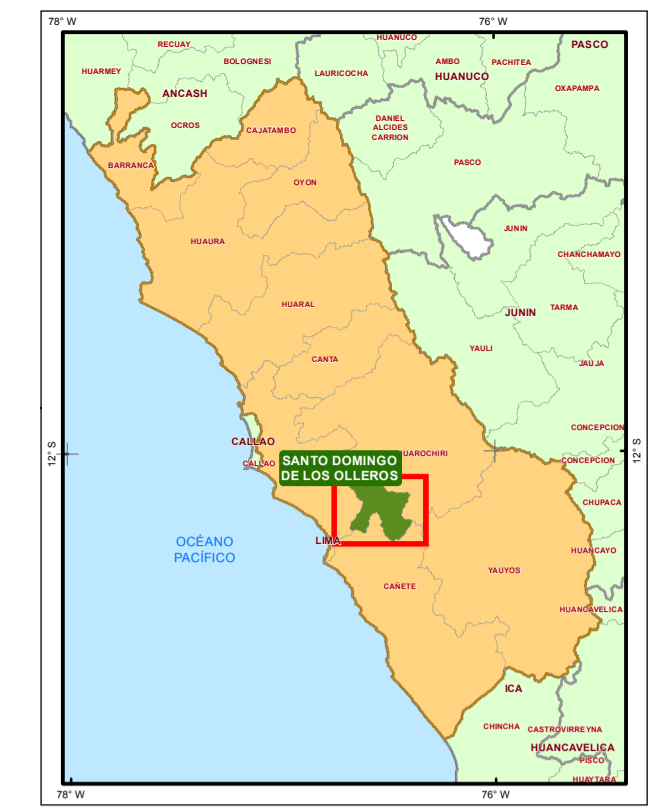 78° W
76° W
RECUAY
HUANUCO
PASCO
BOLOGNESI
AMBO
PACHITEA
HUARMEY
LAURICOCHA
HUANUCO
OXAPAMPA
ANCASH
OCROS
CAJATAMBO
DANIEL
ALCIDES
CARRION
BARRANCA
PASCO
OYON
JUNIN
HUAURA
CHANCHAMAYO
HUARAL
TARMA
JUNIN
YAULI
CANTA
JAUJA
CONCEPCION
CALLAO
12° S
12° S
CALLAO
SANTO DOMINGO
DE LOS OLLEROS
UAROCHIRI
CONCEPCION
CHUPACA
LIMA
OCÉANO
PACÍFICO
HUANCAYO
YAUYOS
CAÑETE
HUANCAVELICA
ICA
CHINCHA
CASTROVIRREYNA
HUANCAVELICA
PISCO
HUAYTARA
78° W
76° W